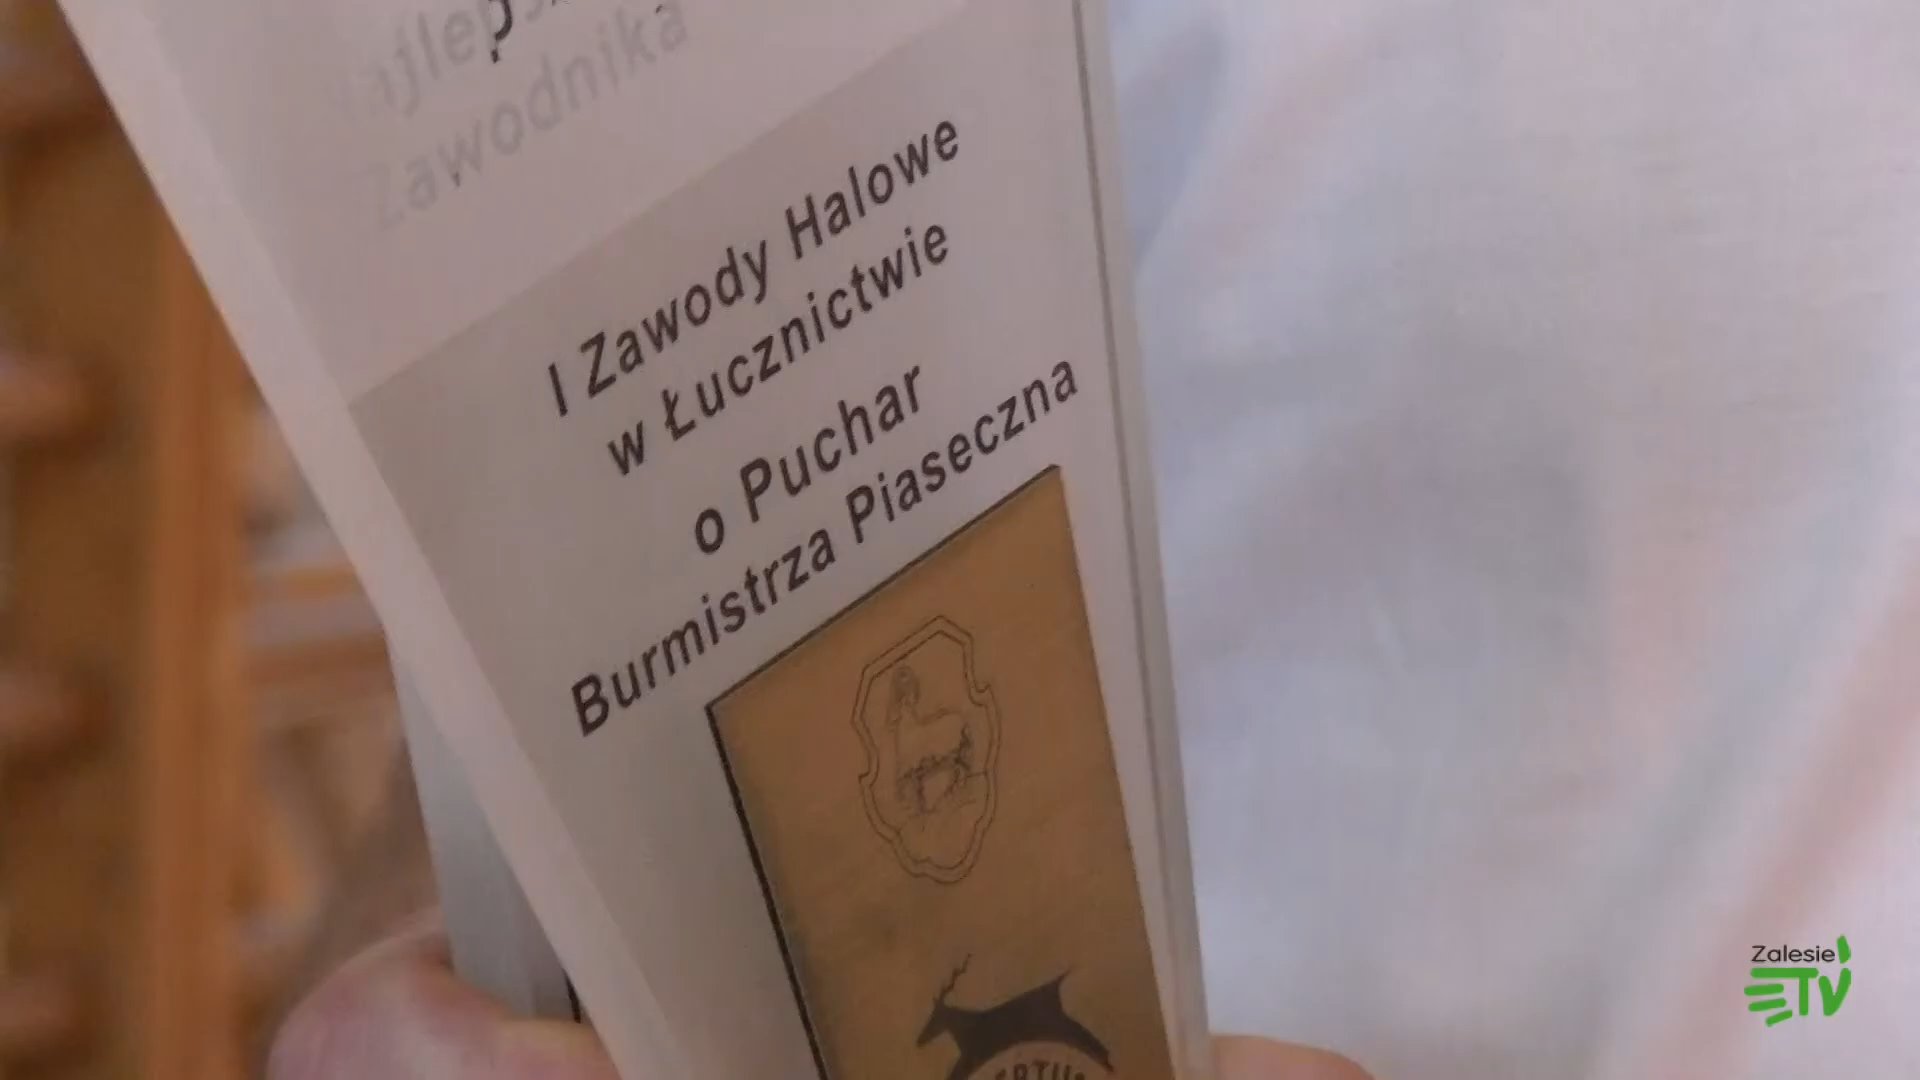 Zawodnika
I Zawody Halowe
w Łucznictwie
o Puchar
Burmistrza Piaseczna
Zalesie
TV